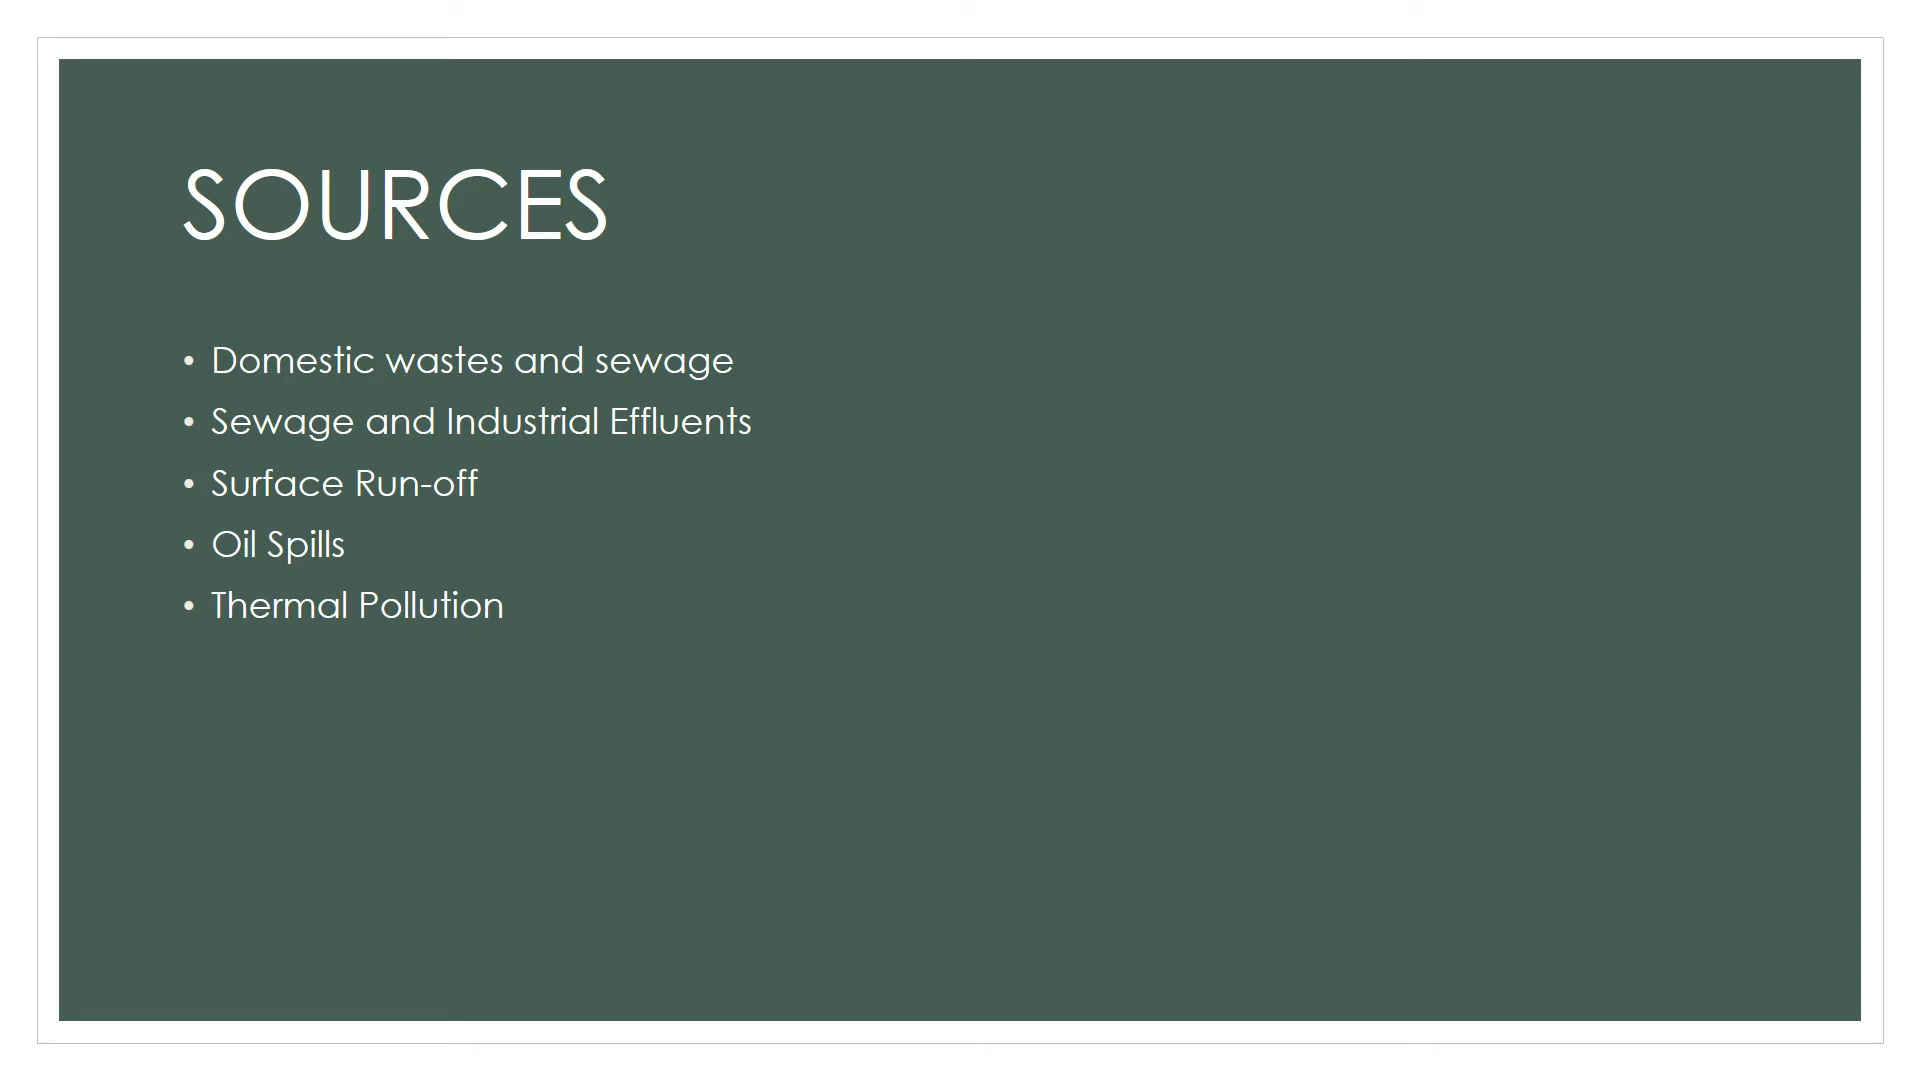 SOURCES
• Domestic wastes and sewage
• Sewage and Industrial Effluents
• Surface Run-off
• Oil Spills
• Thermal Pollution